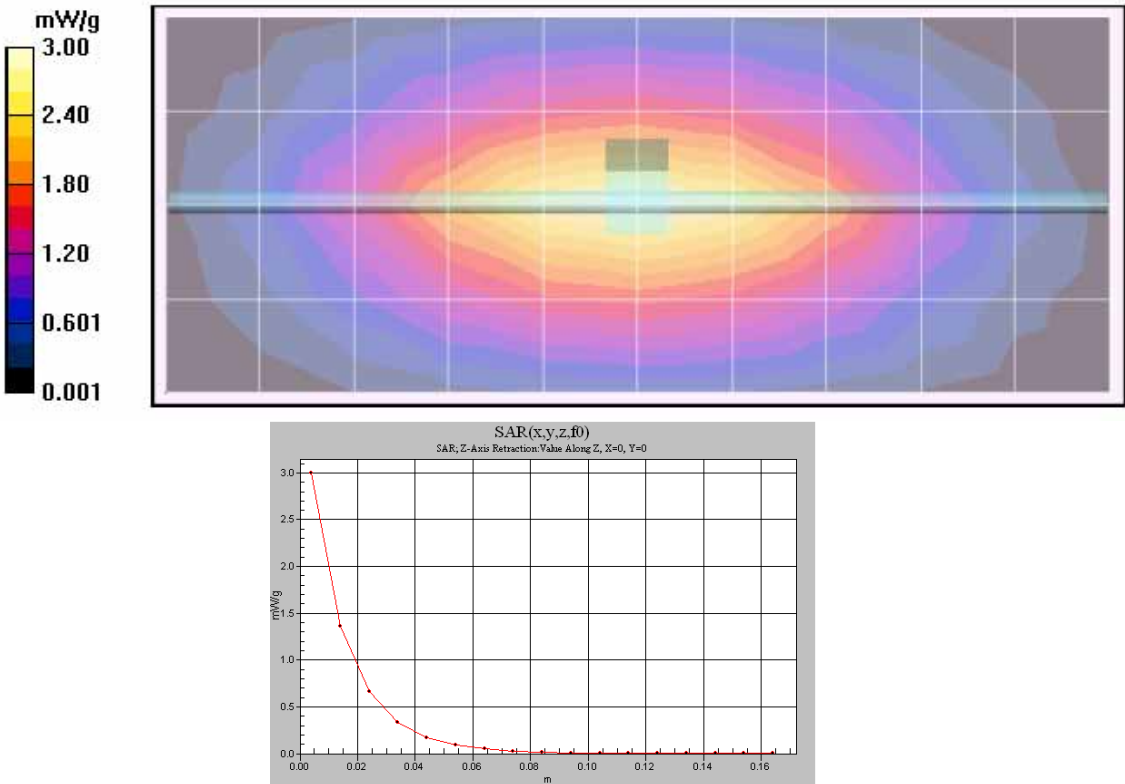 mW/g
3.00
2.40
1.80
1.20
0.601
0.001
SAR(x,y,z,f0)
SAR; Z-Axis Retraction:Value Along Z, X=0, Y=0
3.0
2.5
2.0
1.5
1.0
0.5
0.0
mW/g
0.00 0.02 0.04 0.06 0.08 0.10 0.12 0.14 0.16
m